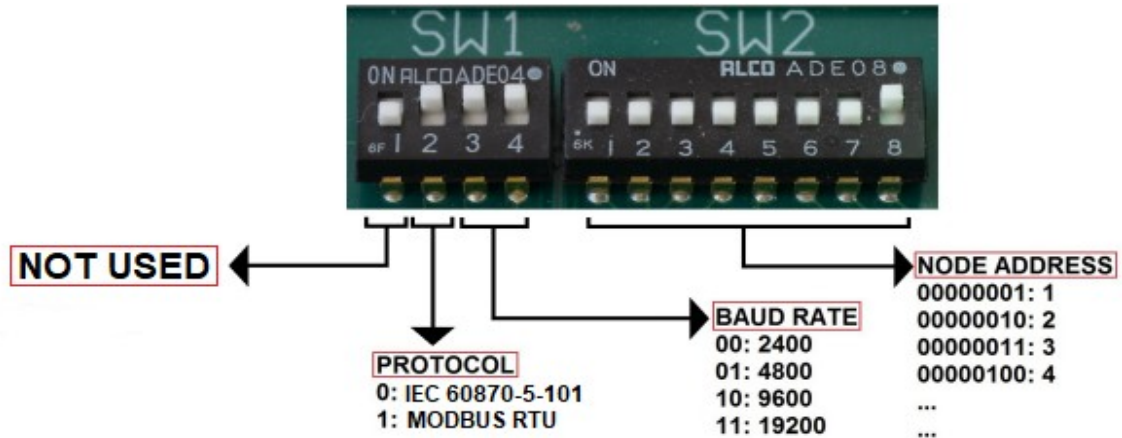 SW1 SW2
ON ALCO ADE04 ON ALCO ADE08
6F 1 2 3 4 6K 1 2 3 4 5 6 7 8
NOT USED
PROTOCOL
0: IEC 60870-5-101
1: MODBUS RTU
BAUD RATE
00: 2400
01: 4800
10: 9600
11: 19200
NODE ADDRESS
00000001: 1
00000010: 2
00000011: 3
00000100: 4
...
...